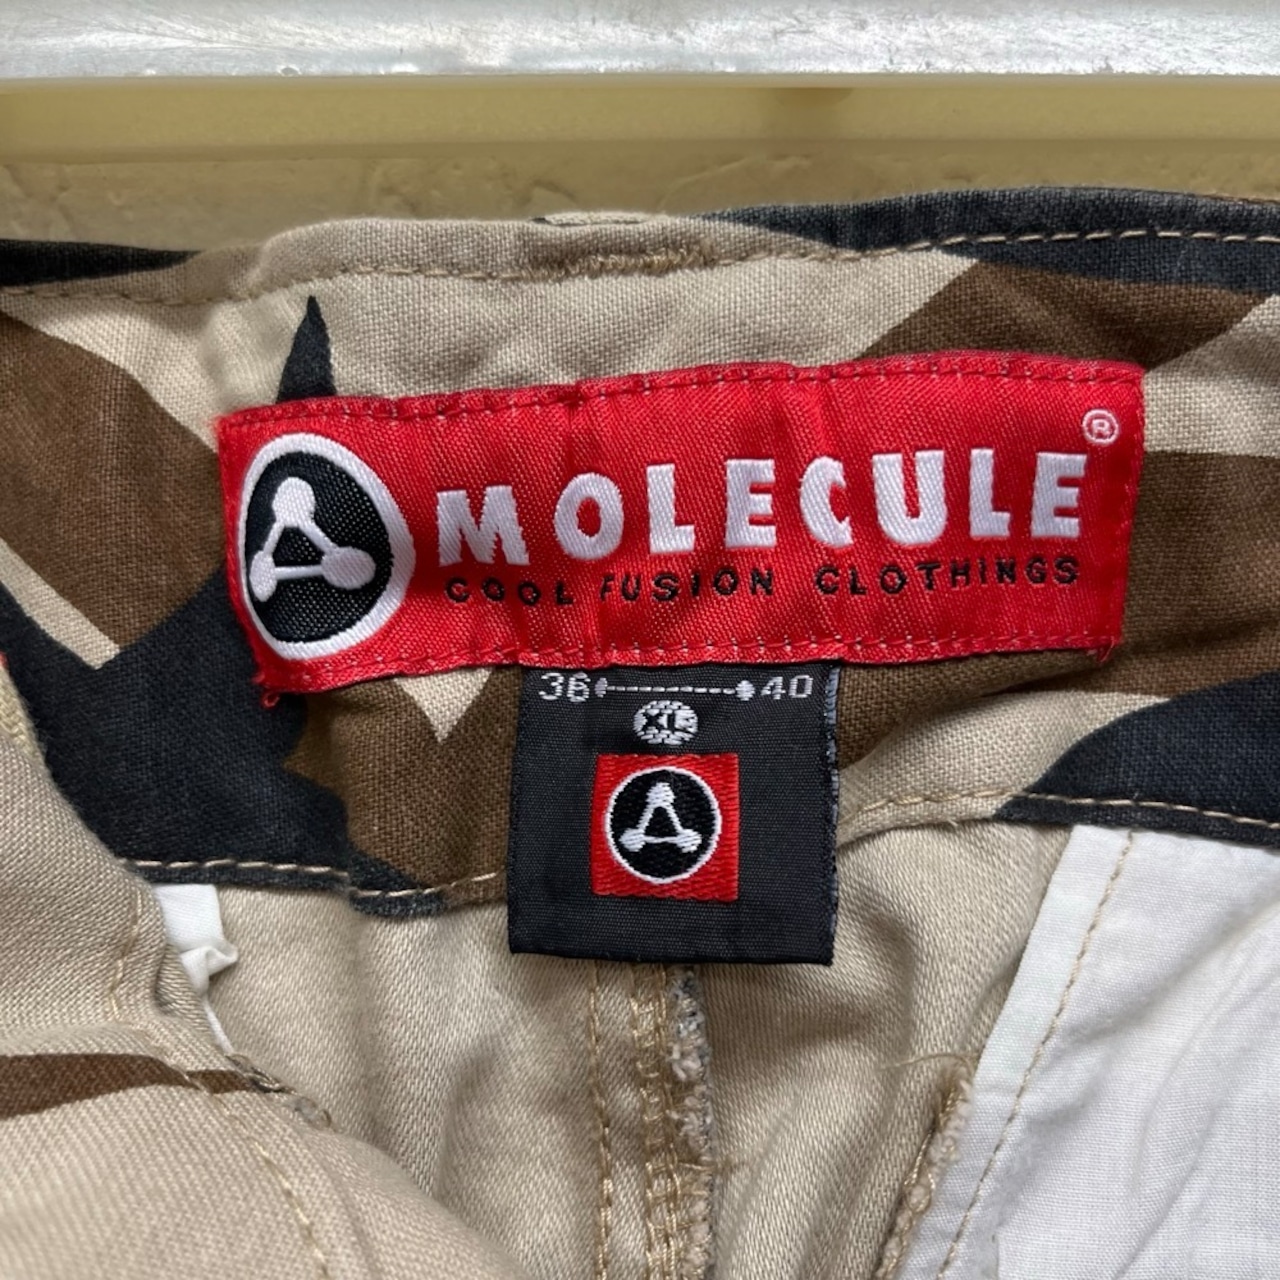 MOLECULE ®
COOL FUSION CLOTHINGS
36 40
XL